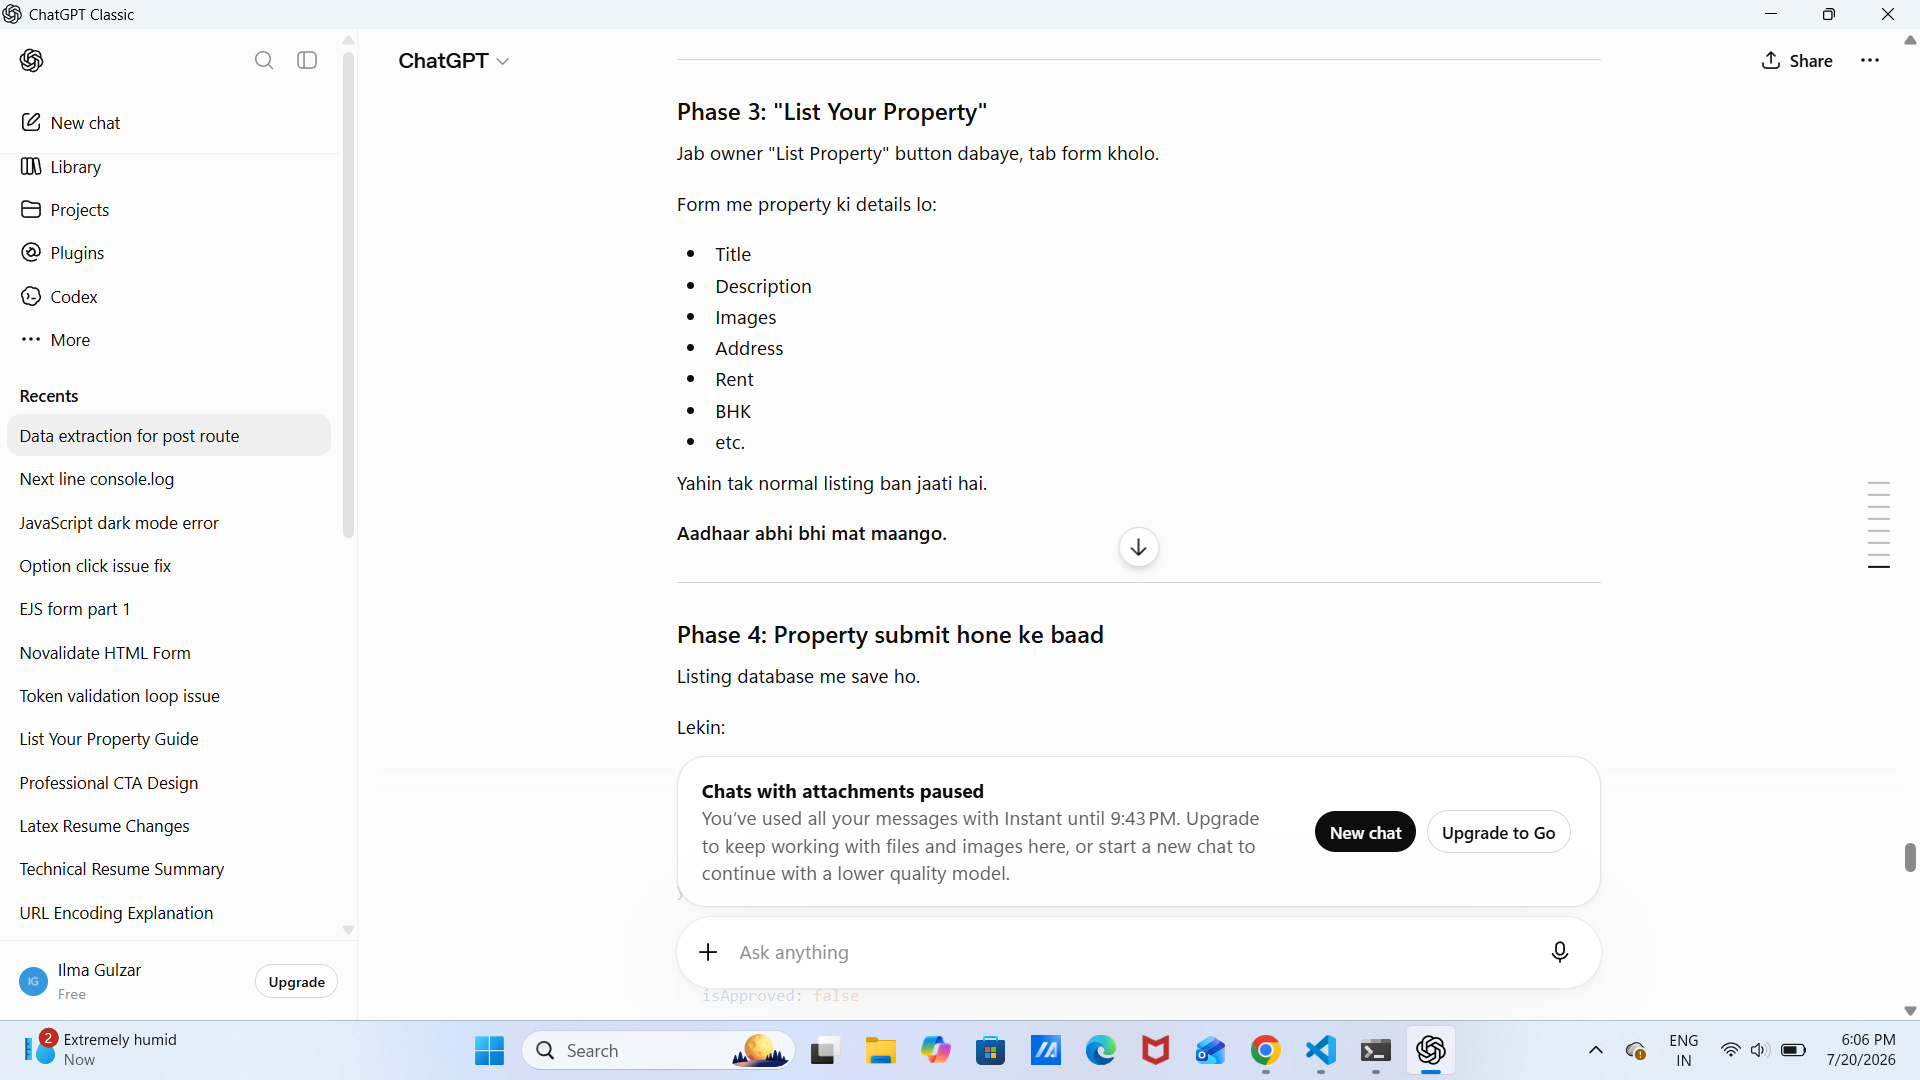 ChatGPT Classic
New chat
Library
Projects
Plugins
Codex
More
Recents
Data extraction for post route
Next line console.log
JavaScript dark mode error
Option click issue fix
EJS form part 1
Novalidate HTML Form
Token validation loop issue
List Your Property Guide
Professional CTA Design
Latex Resume Changes
Technical Resume Summary
URL Encoding Explanation
IG
Ilma Gulzar
Free
Upgrade
ChatGPT
Share
Phase 3: "List Your Property"
Jab owner "List Property" button dabaye, tab form kholo.
Form me property ki details lo:
• Title
• Description
• Images
• Address
• Rent
• BHK
• etc.
Yahin tak normal listing ban jaati hai.
Aadhaar abhi bhi mat maango.
Phase 4: Property submit hone ke baad
Listing database me save ho.
Lekin:
Chats with attachments paused
You've used all your messages with Instant until 9:43 PM. Upgrade
to keep working with files and images here, or start a new chat to
continue with a lower quality model.
New chat
Upgrade to Go
Ask anything
isApproved: false
2
Extremely humid
Now
Search
ENG
IN
6:06 PM
7/20/2026